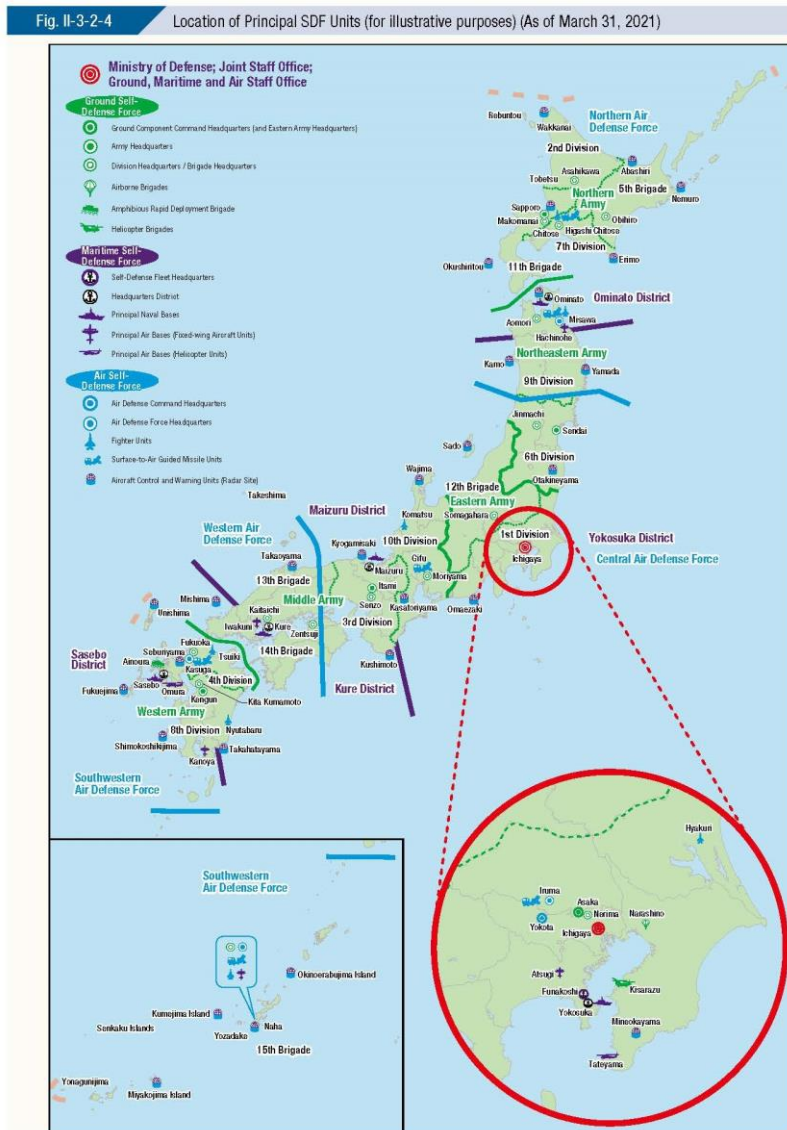 Fig. II-3-2-4
Location of Principal SDF Units (for illustrative purposes) (As of March 31, 2021)
Ministry of Defense; Joint Staff Office;
Ground, Maritime and Air Staff Office
Ground Self-
Defense Force
Ground Component Command Headquarters (and Eastern Army Headquarters)
Army Headquarters
Division Headquarters / Brigade Headquarters
Airborne Brigades
Amphibious Rapid Deployment Brigade
Helicopter Brigades
Maritime Self-
Defense Force
Self-Defense Fleet Headquarters
Headquarters District
Principal Naval Bases
Principal Air Bases (Fixed-wing Aircraft Units)
Principal Air Bases (Helicopter Units)
Air Self-
Defense Force
Air Defense Command Headquarters
Air Defense Force Headquarters
Fighter Units
Surface-to-Air Guided Missile Units
Aircraft Control and Warning Units (Radar Site)
Rebuntou
Wakkanai
Northern Air
Defense Force
2nd Division
Asahikawa
Tobetsu
Abashiri
5th Brigade
Nemuro
Northern
Army
Sapporo
Makomanai
Obihiro
Chitose
Higashi Chitose
7th Division
Okushiritou
Erimo
11th Brigade
Ominato
Ominato District
Aomori
Misawa
Hachinohe
Northeastern Army
Kamo
Yamada
9th Division
Jinmachi
Sendai
Sado
6th Division
Otakineyama
Wajima
12th Brigade
Eastern Army
Somagahara
Takeshima
Maizuru District
Komatsu
1st Division
Ichigaya
Yokosuka District
Central Air Defense Force
Western Air
Defense Force
Kyogamisaki
10th Division
Gifu
Takaoyama
Maizuru
Moriyama
13th Brigade
Itami
Middle Army
Senzo
Kasatoriyama
Omaezaki
Mishima
Unishima
Kaitaichi
3rd Division
Iwakuni
Kure
Zentsuji
Fukuoka
Seburiyama
Tsuiki
14th Brigade
Kushimoto
Sasebo
District
Ainoura
Kasuga
Kure District
4th Division
Sasebo
Omura
Fukuejima
Kengun
Kita Kumamoto
Western Army
8th Division
Nyutabaru
Shimokoshikijima
Takahatayama
Kanoya
Southwestern
Air Defense Force
Southwestern
Air Defense Force
Okinoerabujima Island
Kumejima Island
Senkaku Islands
Naha
Yozadake
15th Brigade
Yonagunijima
Miyakojima Island
Hyakuri
Iruma
Asaka
Nerima
Narashino
Yokota
Ichigaya
Atsugi
Funakoshi
Kisarazu
Yokosuka
Mineokayama
Tateyama